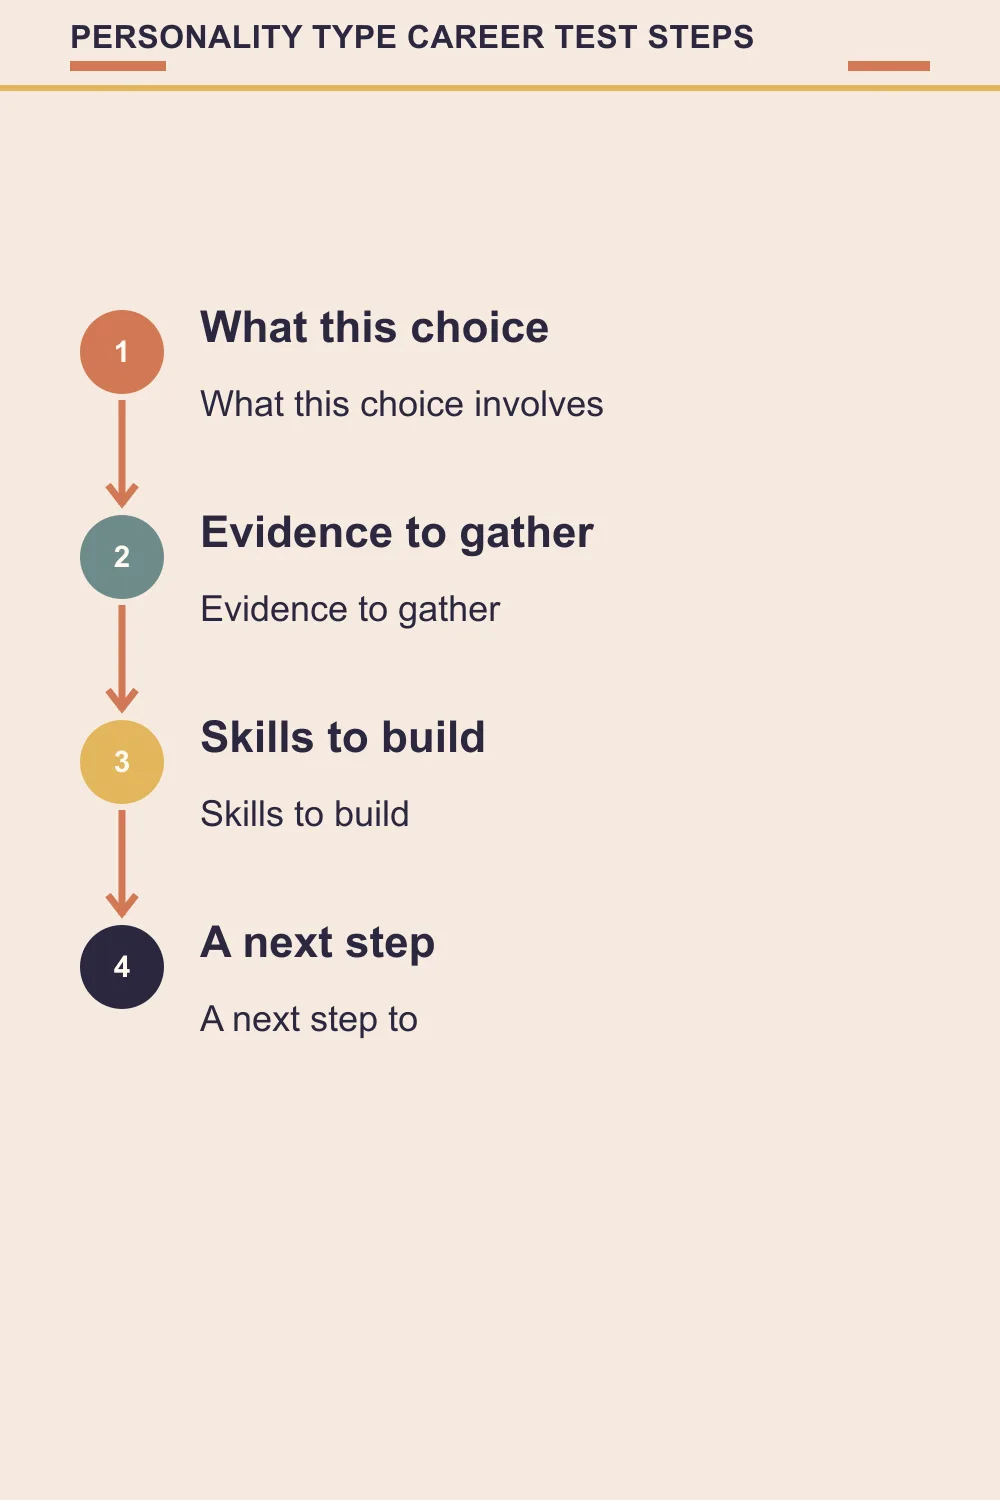 PERSONALITY TYPE CAREER TEST STEPS
1
What this choice
What this choice involves
2
Evidence to gather
Evidence to gather
3
Skills to build
Skills to build
4
A next step
A next step to